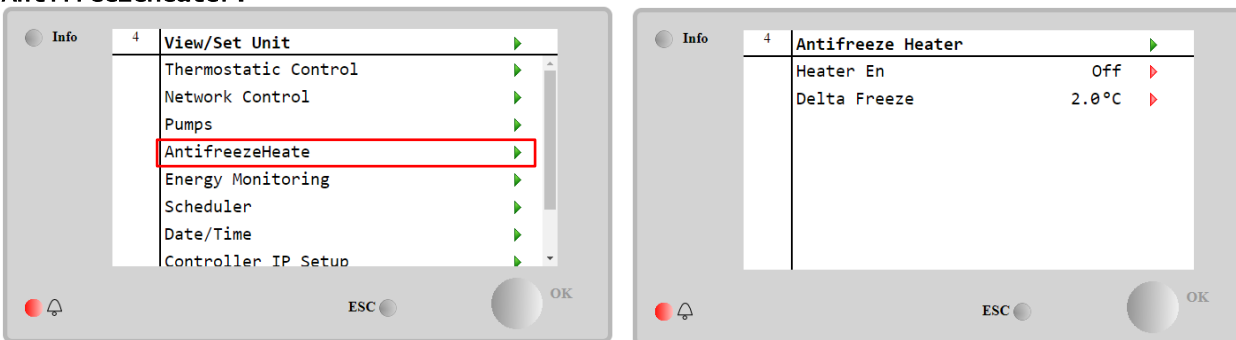 Info
4 View/Set Unit
Thermostatic Control
Network Control
Pumps
AntifreezeHeate
Energy Monitoring
Scheduler
Date/Time
Controller IP Setup
ESC
OK
Info
4 Antifreeze Heater
Heater En Off
Delta Freeze 2.0°C
ESC
OK